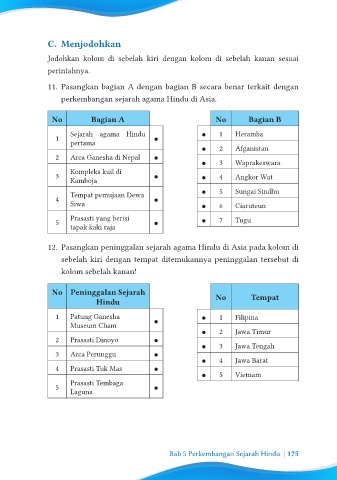 C. Menjodohkan
Jodohkan kolom di sebelah kiri dengan kolom di sebelah kanan sesuai
perintahnya.
11. Pasangkan bagian A dengan bagian B secara benar terkait dengan
perkembangan sejarah agama Hindu di Asia.
No Bagian A
1 Sejarah agama Hindu
pertama
2 Arca Ganesha di Nepal
3 Kompleks kuil di
Kamboja
4 Tempat pemujaan Dewa
Siwa
5 Prasasti yang berisi
tapak kaki raja
No Bagian B
1 Heramba
2 Afganistan
3 Waprakeswara
4 Angkor Wat
5 Sungai Sindhu
6 Ciaruteun
7 Tugu
12. Pasangkan peninggalan sejarah agama Hindu di Asia pada kolom di
sebelah kiri dengan tempat ditemukannya peninggalan tersebut di
kolom sebelah kanan!
No Peninggalan Sejarah
Hindu
1 Patung Ganesha
Museum Cham
2 Prasasti Dinoyo
3 Arca Perunggu
4 Prasasti Tuk Mas
5 Prasasti Tembaga
Laguna
No Tempat
1 Filipina
2 Jawa Timur
3 Jawa Tengah
4 Jawa Barat
5 Vietnam
Bab 5 Perkembangan Sejarah Hindu | 175